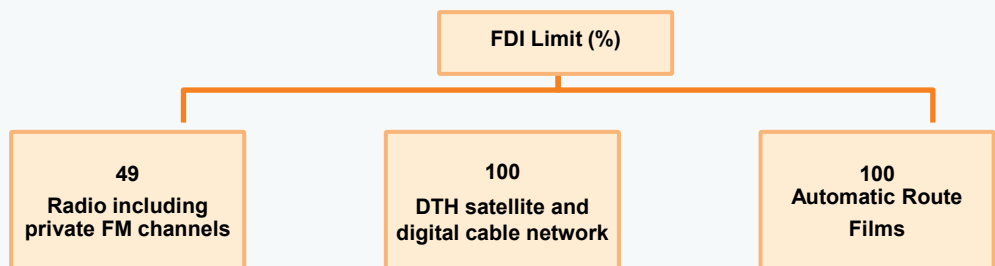 FDI Limit (%)
49
Radio including
private FM channels
100
DTH satellite and
digital cable network
100
Automatic Route
Films